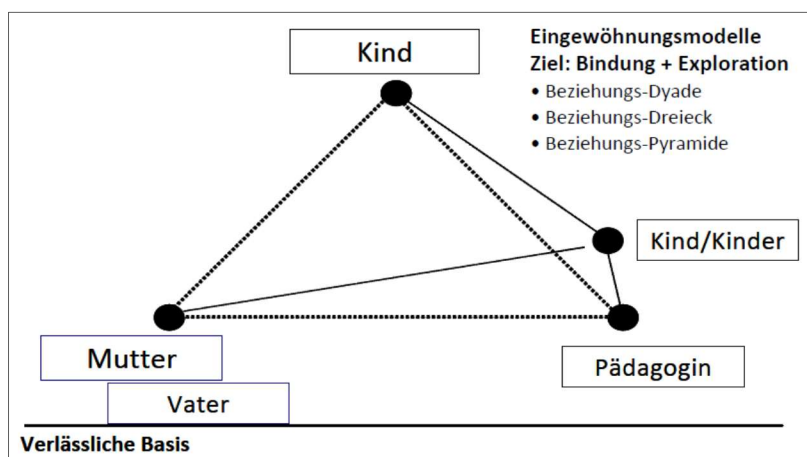 Kind
Eingewöhnungsmodelle
Ziel: Bindung + Exploration
• Beziehungs-Dyade
• Beziehungs-Dreieck
• Beziehungs-Pyramide
Kind/Kinder
Mutter
Pädagogin
Vater
Verlässliche Basis